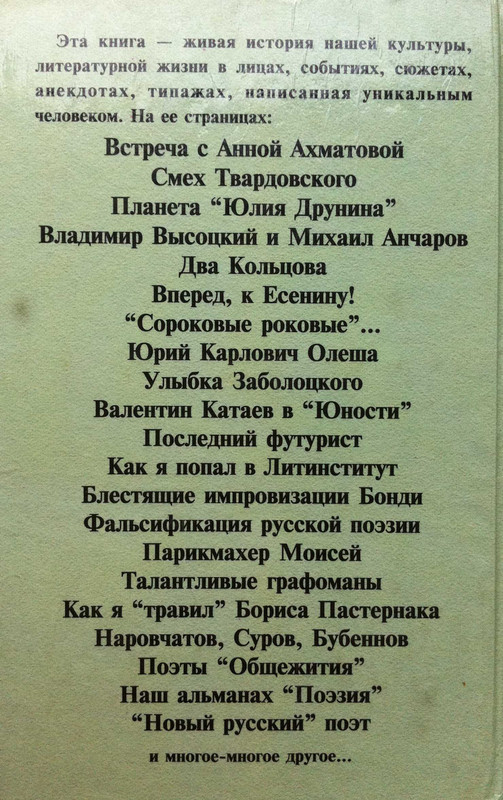 Эта книга — живая история нашей культуры,
литературной жизни в лицах, событиях, сюжетах,
анекдотах, типажах, написанная уникальным
человеком. На ее страницах:
Встреча с Анной Ахматовой
Смех Твардовского
Планета “Юлия Друнина”
Владимир Высоцкий и Михаил Анчаров
Два Кольцова
Вперед, к Есенину!
“Сороковые роковые”...
Юрий Карлович Олеша
Улыбка Заболоцкого
Валентин Катаев в “Юности”
Последний футурист
Как я попал в Литинститут
Блестящие импровизации Бонди
Фальсификация русской поэзии
Парикмахер Моисей
Талантливые графоманы
Как я “травил” Бориса Пастернака
Наровчатов, Суров, Бубеннов
Поэты “Общежития”
Наш альманах “Поэзия”
“Новый русский” поэт
и многое-многое другое...